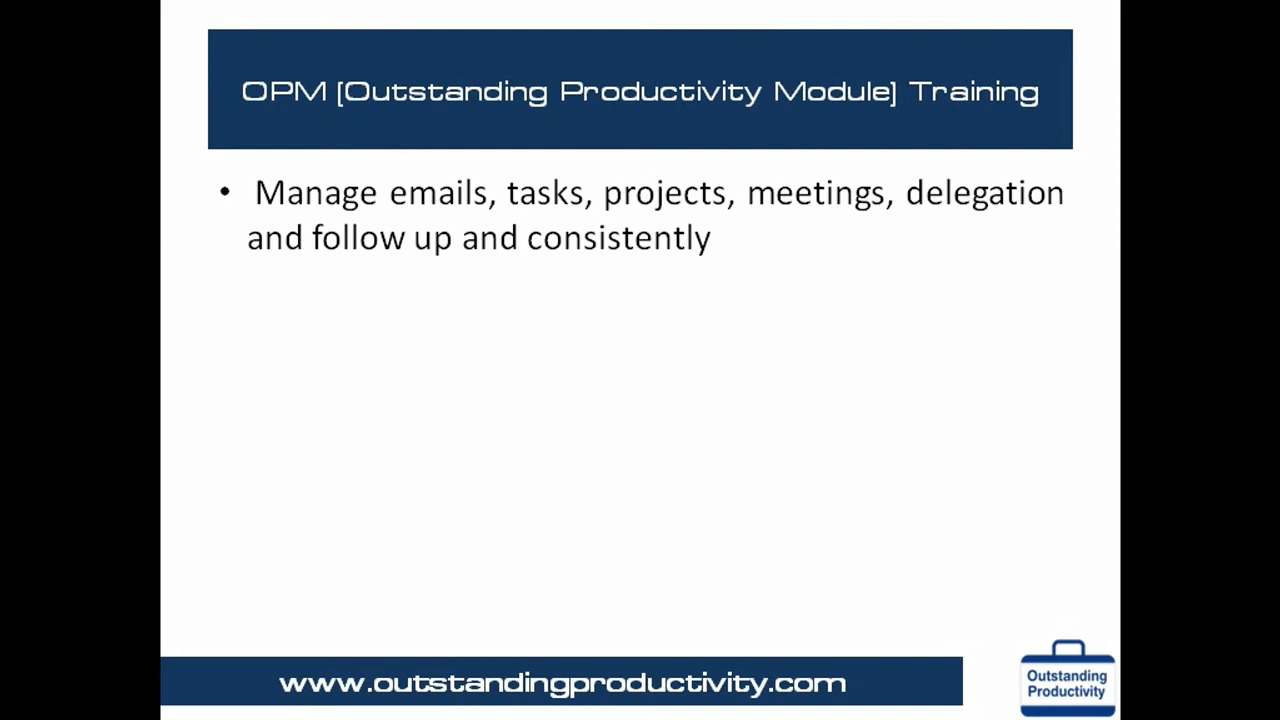 OPM [Outstanding Productivity Module] Training
• Manage emails, tasks, projects, meetings, delegation
and follow up and consistently
www.outstandingproductivity.com
Outstanding
Productivity